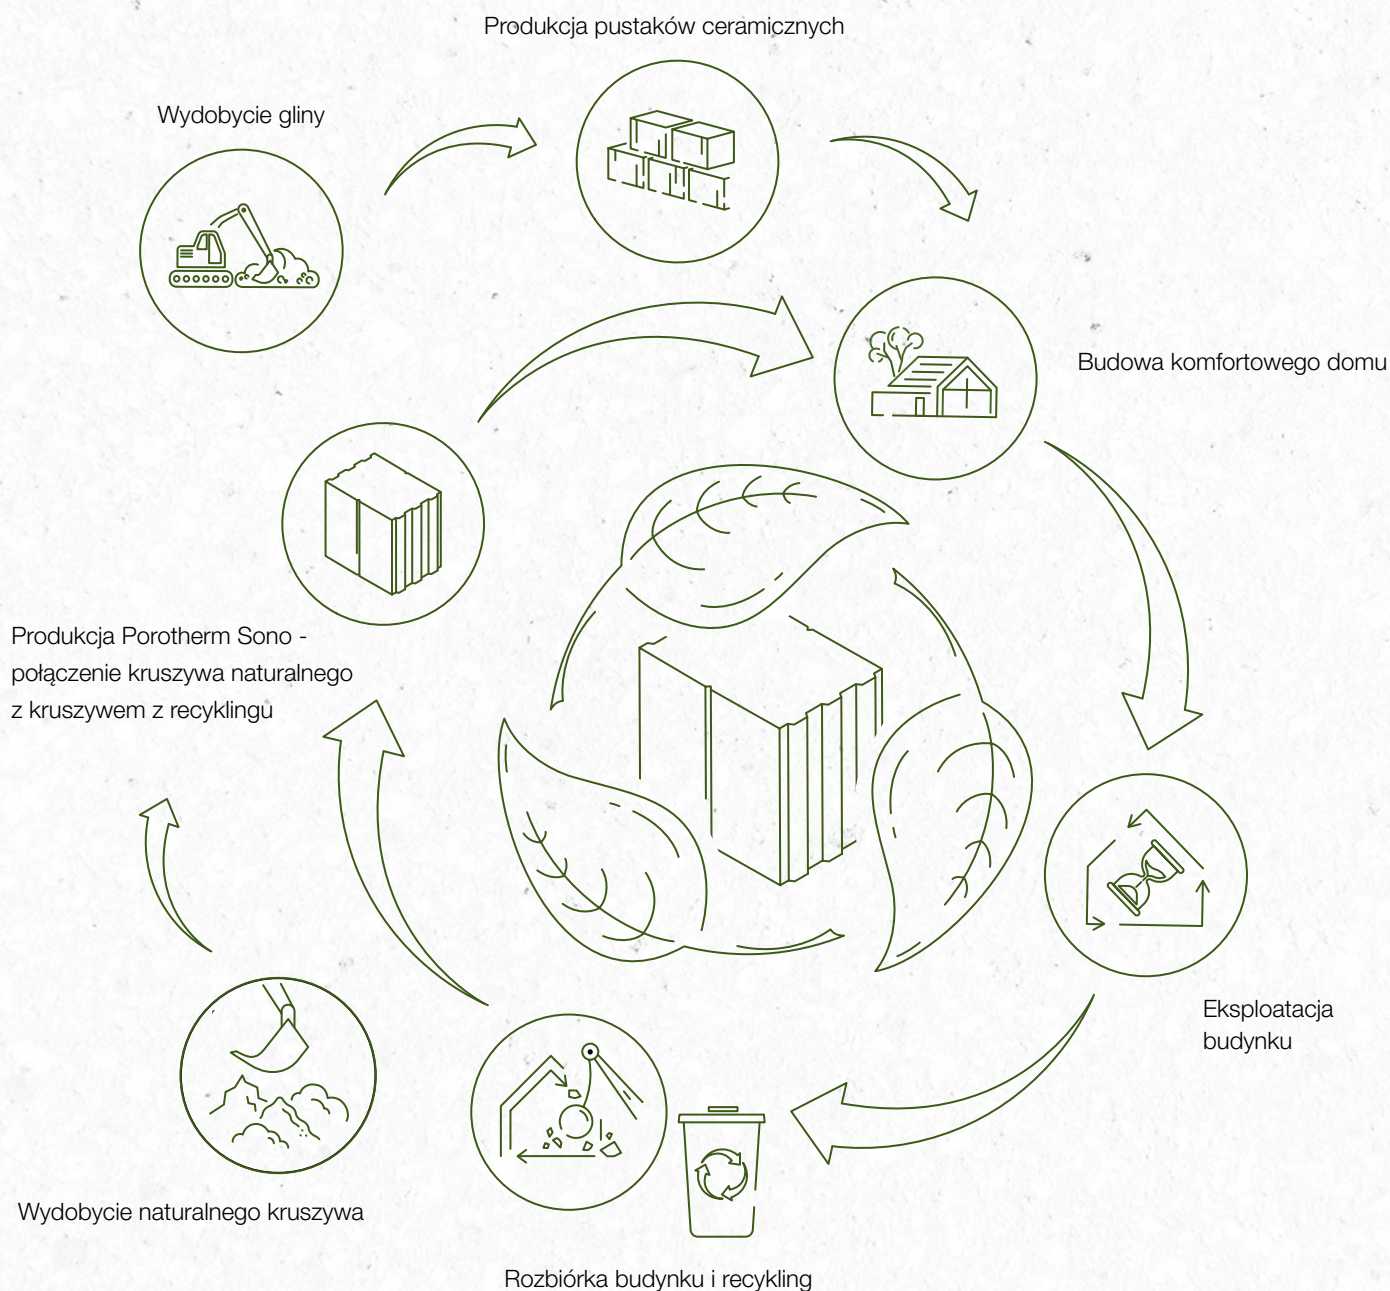 Produkcja pustaków ceramicznych
Wydobycie gliny
Budowa komfortowego domu
Produkcja Porotherm Sono -
połączenie kruszywa naturalnego
z kruszywem z recyklingu
Eksploatacja
budynku
Wydobycie naturalnego kruszywa
Rozbiórka budynku i recykling